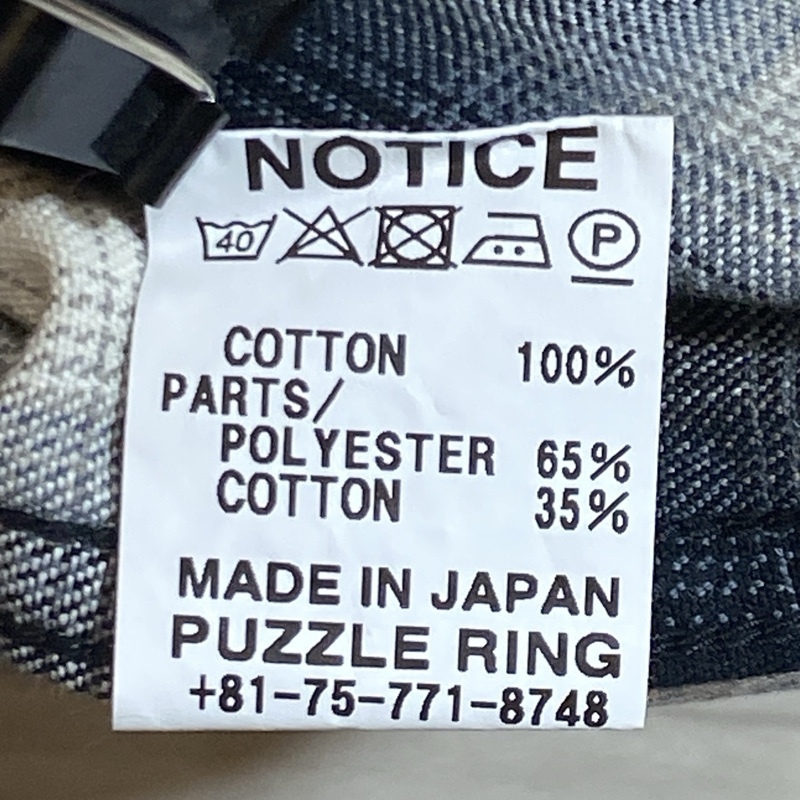 NOTICE
40 P
COTTON 100%
PARTS/
POLYESTER 65%
COTTON 35%
MADE IN JAPAN
PUZZLE RING
+81-75-771-8748